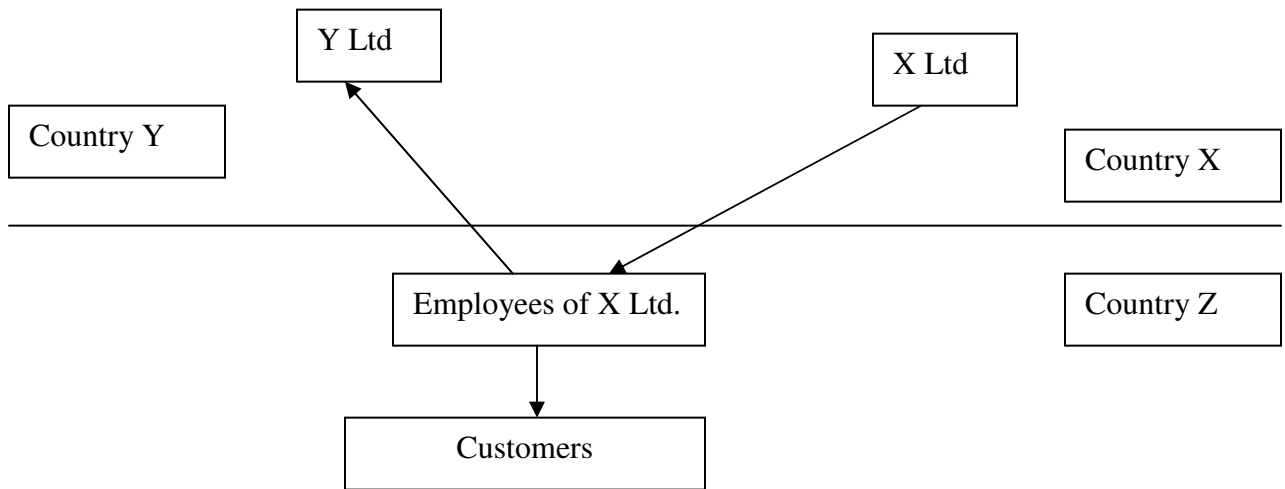 Y Ltd
X Ltd
Country Y
Country X
Employees of X Ltd.
Country Z
Customers